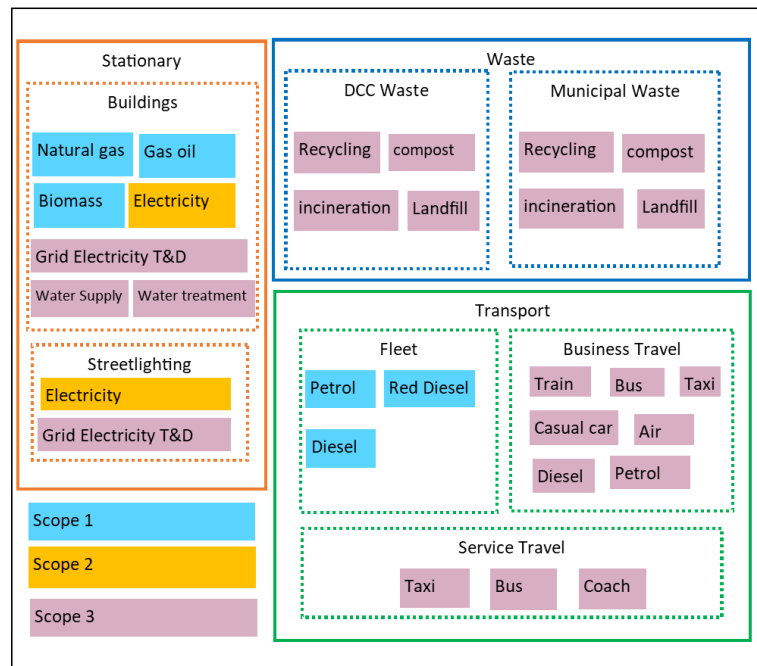 Stationary
Buildings
Natural gas
Gas oil
Biomass
Electricity
Grid Electricity T&D
Water Supply
Water treatment
Streetlighting
Electricity
Grid Electricity T&D
Scope 1
Scope 2
Scope 3
Waste
DCC Waste
Recycling
compost
incineration
Landfill
Municipal Waste
Recycling
compost
incineration
Landfill
Transport
Fleet
Petrol
Red Diesel
Diesel
Business Travel
Train
Bus
Taxi
Casual car
Air
Diesel
Petrol
Service Travel
Taxi
Bus
Coach